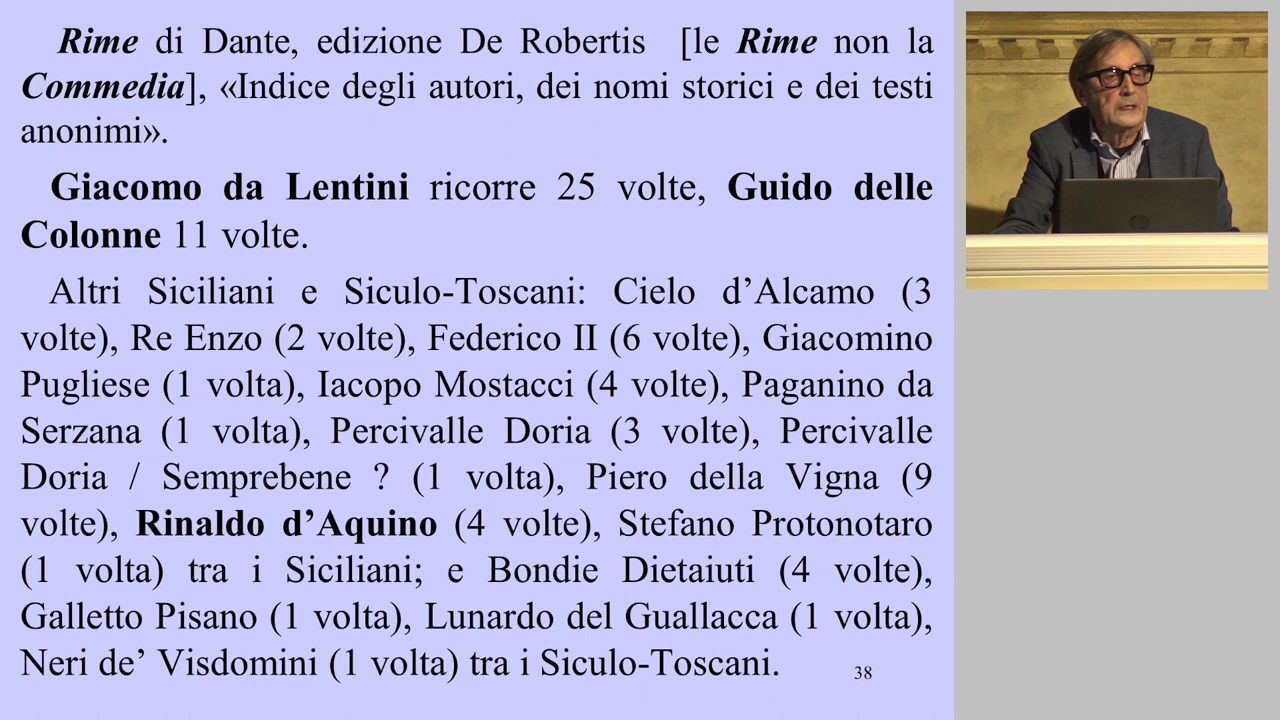 Rime di Dante, edizione De Robertis [le Rime non la
Commedia], «Indice degli autori, dei nomi storici e dei testi
anonimi».
Giacomo da Lentini ricorre 25 volte, Guido delle
Colonne 11 volte.
Altri Siciliani e Siculo-Toscani: Cielo d’Alcamo (3
volte), Re Enzo (2 volte), Federico II (6 volte), Giacomino
Pugliese (1 volta), Iacopo Mostacci (4 volte), Paganino da
Serzana (1 volta), Percivalle Doria (3 volte), Percivalle
Doria / Semprebene ? (1 volta), Piero della Vigna (9
volte), Rinaldo d’Aquino (4 volte), Stefano Protonotaro
(1 volta) tra i Siciliani; e Bondie Dietaiuti (4 volte),
Galletto Pisano (1 volta), Lunardo del Guallacca (1 volta),
Neri de’ Visdomini (1 volta) tra i Siculo-Toscani.
38